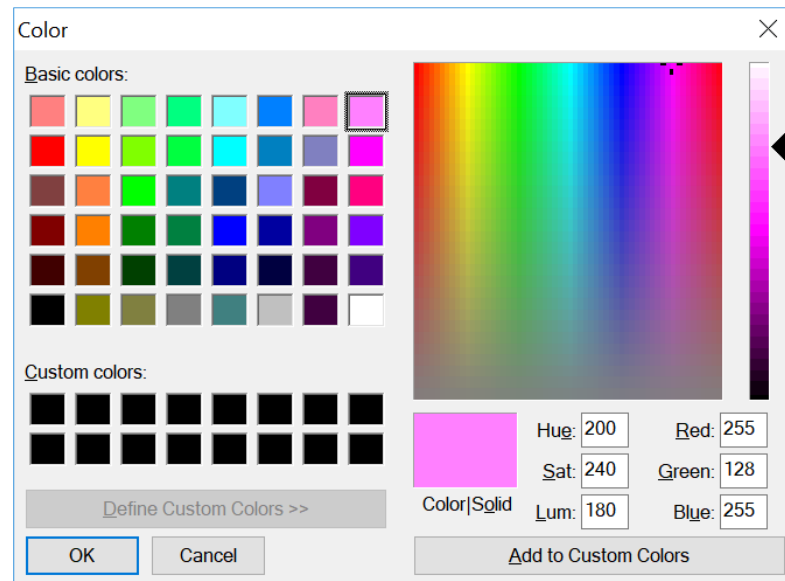 Color
Basic colors:
Custom colors:
Define Custom Colors >>
OK Cancel
Color|Solid
Hue: 200 Red: 255
Sat: 240 Green: 128
Lum: 180 Blue: 255
Add to Custom Colors